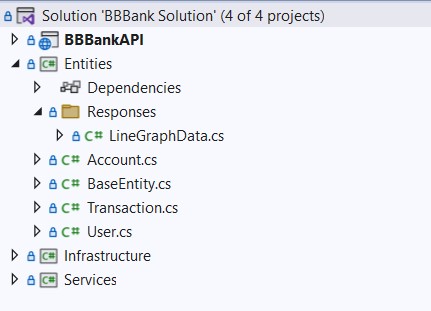 Solution 'BBBank Solution' (4 of 4 projects)
BBBankAPI
C# Entities
Dependencies
Responses
C# LineGraphData.cs
C# Account.cs
C# BaseEntity.cs
C# Transaction.cs
C# User.cs
C# Infrastructure
C# Services